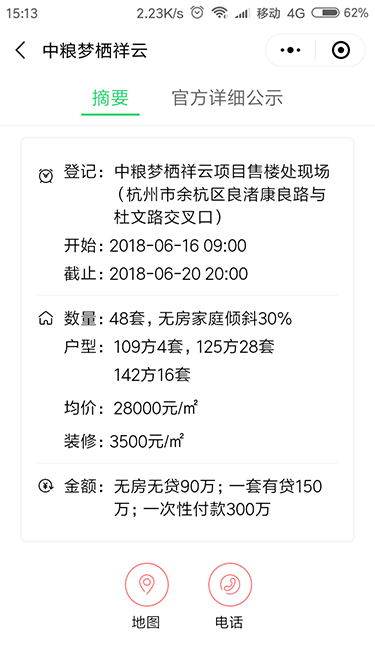 15:13 2.23K/s 移动 4G 62%
中粮梦栖祥云
摘要 官方详细公示
登记：中粮梦栖祥云项目售楼处现场
（杭州市余杭区良渚康良路与
杜文路交叉口）
开始：2018-06-16 09:00
截止：2018-06-20 20:00
数量：48套，无房家庭倾斜30%
户型：109方4套，125方28套
142方16套
均价：28000元/㎡
装修：3500元/㎡
金额：无房无贷90万；一套有贷150
万；一次性付款300万
地图 电话